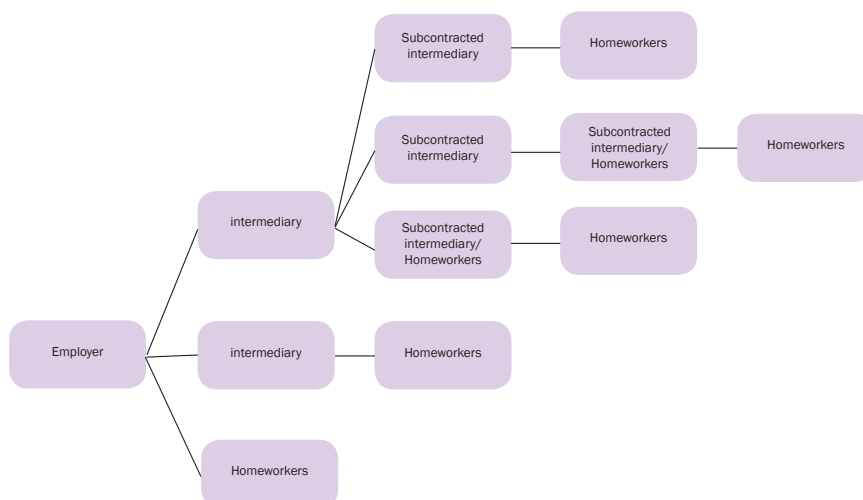 Subcontracted
intermediary
Homeworkers
Subcontracted
intermediary
Subcontracted
intermediary/
Homeworkers
Homeworkers
intermediary
Subcontracted
intermediary/
Homeworkers
Homeworkers
Employer
intermediary
Homeworkers
Homeworkers